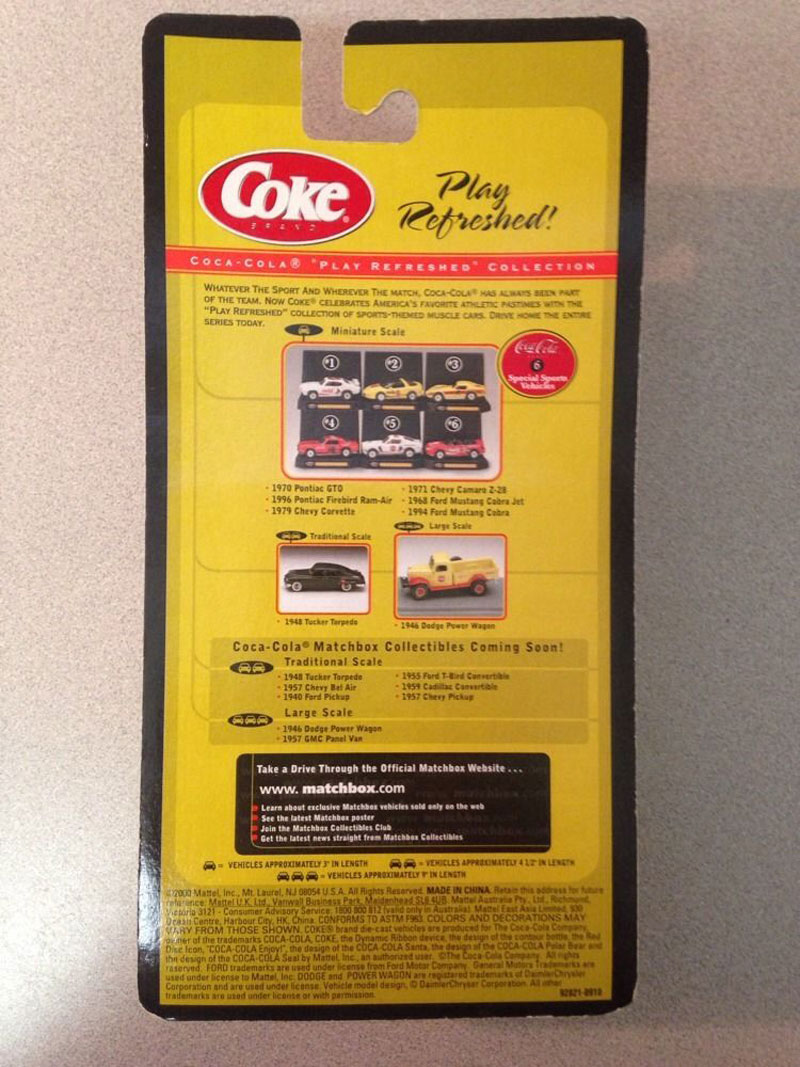 Coke
BRAND
Play
Refreshed!
COCA-COLA® "PLAY REFRESHED" COLLECTION
WHATEVER THE SPORT AND WHEREVER THE MATCH, COCA-COLA® HAS ALWAYS BEEN PART
OF THE TEAM. NOW COKE® CELEBRATES AMERICA'S FAVORITE ATHLETIC PASTIMES WITH THE
"PLAY REFRESHED" COLLECTION OF SPORTS-THEMED MUSCLE CARS. DRIVE HOME THE ENTIRE
SERIES TODAY.
Miniature Scale
#1 #2 #3
#4 #5 #6
Coca-Cola
6
Special Sports
Vehicles
• 1970 Pontiac GTO
• 1996 Pontiac Firebird Ram-Air
• 1979 Chevy Corvette
• 1971 Chevy Camaro Z-28
• 1968 Ford Mustang Cobra Jet
• 1994 Ford Mustang Cobra
Traditional Scale
Large Scale
• 1948 Tucker Torpedo
• 1946 Dodge Power Wagon
Coca-Cola® Matchbox Collectibles Coming Soon!
Traditional Scale
• 1948 Tucker Torpedo
• 1957 Chevy Bel Air
• 1940 Ford Pickup
• 1955 Ford T-Bird Convertible
• 1959 Cadillac Convertible
• 1957 Chevy Pickup
Large Scale
• 1946 Dodge Power Wagon
• 1957 GMC Panel Van
Take a Drive Through the Official Matchbox Website...
www. matchbox.com
Learn about exclusive Matchbox vehicles sold only on the web
See the latest Matchbox poster
Join the Matchbox Collectibles Club
Get the latest news straight from Matchbox Collectibles
= VEHICLES APPROXIMATELY 3" IN LENGTH = VEHICLES APPROXIMATELY 4 1/2" IN LENGTH
= VEHICLES APPROXIMATELY 9" IN LENGTH
©2000 Mattel, Inc., Mt. Laurel, NJ 08054 U.S.A. All Rights Reserved. MADE IN CHINA. Retain this address for future
reference: Mattel U.K. Ltd., Vanwall Business Park, Maidenhead SL6 4UB. Mattel Australia Pty., Ltd., Richmond,
Victoria 3121 - Consumer Advisory Service: 1800 800 812 (valid only in Australia). Mattel East Asia Limited, 930
Ocean Centre, Harbour City, HK, China. CONFORMS TO ASTM F963. COLORS AND DECORATIONS MAY
VARY FROM THOSE SHOWN. COKE® brand die-cast vehicles are produced for The Coca-Cola Company,
owner of the trademarks COCA-COLA, COKE, the Dynamic Ribbon device, the design of the contour bottle, the Red
Disc Icon, "COCA-COLA Enjoy!", the design of the COCA-COLA Santa, the design of the COCA-COLA Polar Bear and
the design of the COCA-COLA Seal by Mattel, Inc., an authorized user. ©The Coca-Cola Company. All rights
reserved. FORD trademarks are used under license from Ford Motor Company. General Motors Trademarks are
used under license to Mattel, Inc. DODGE and POWER WAGON are registered trademarks of DaimlerChrysler
Corporation and are used under license. Vehicle model design, © DaimlerChrysler Corporation. All other
trademarks are used under license or with permission.
92821-0910